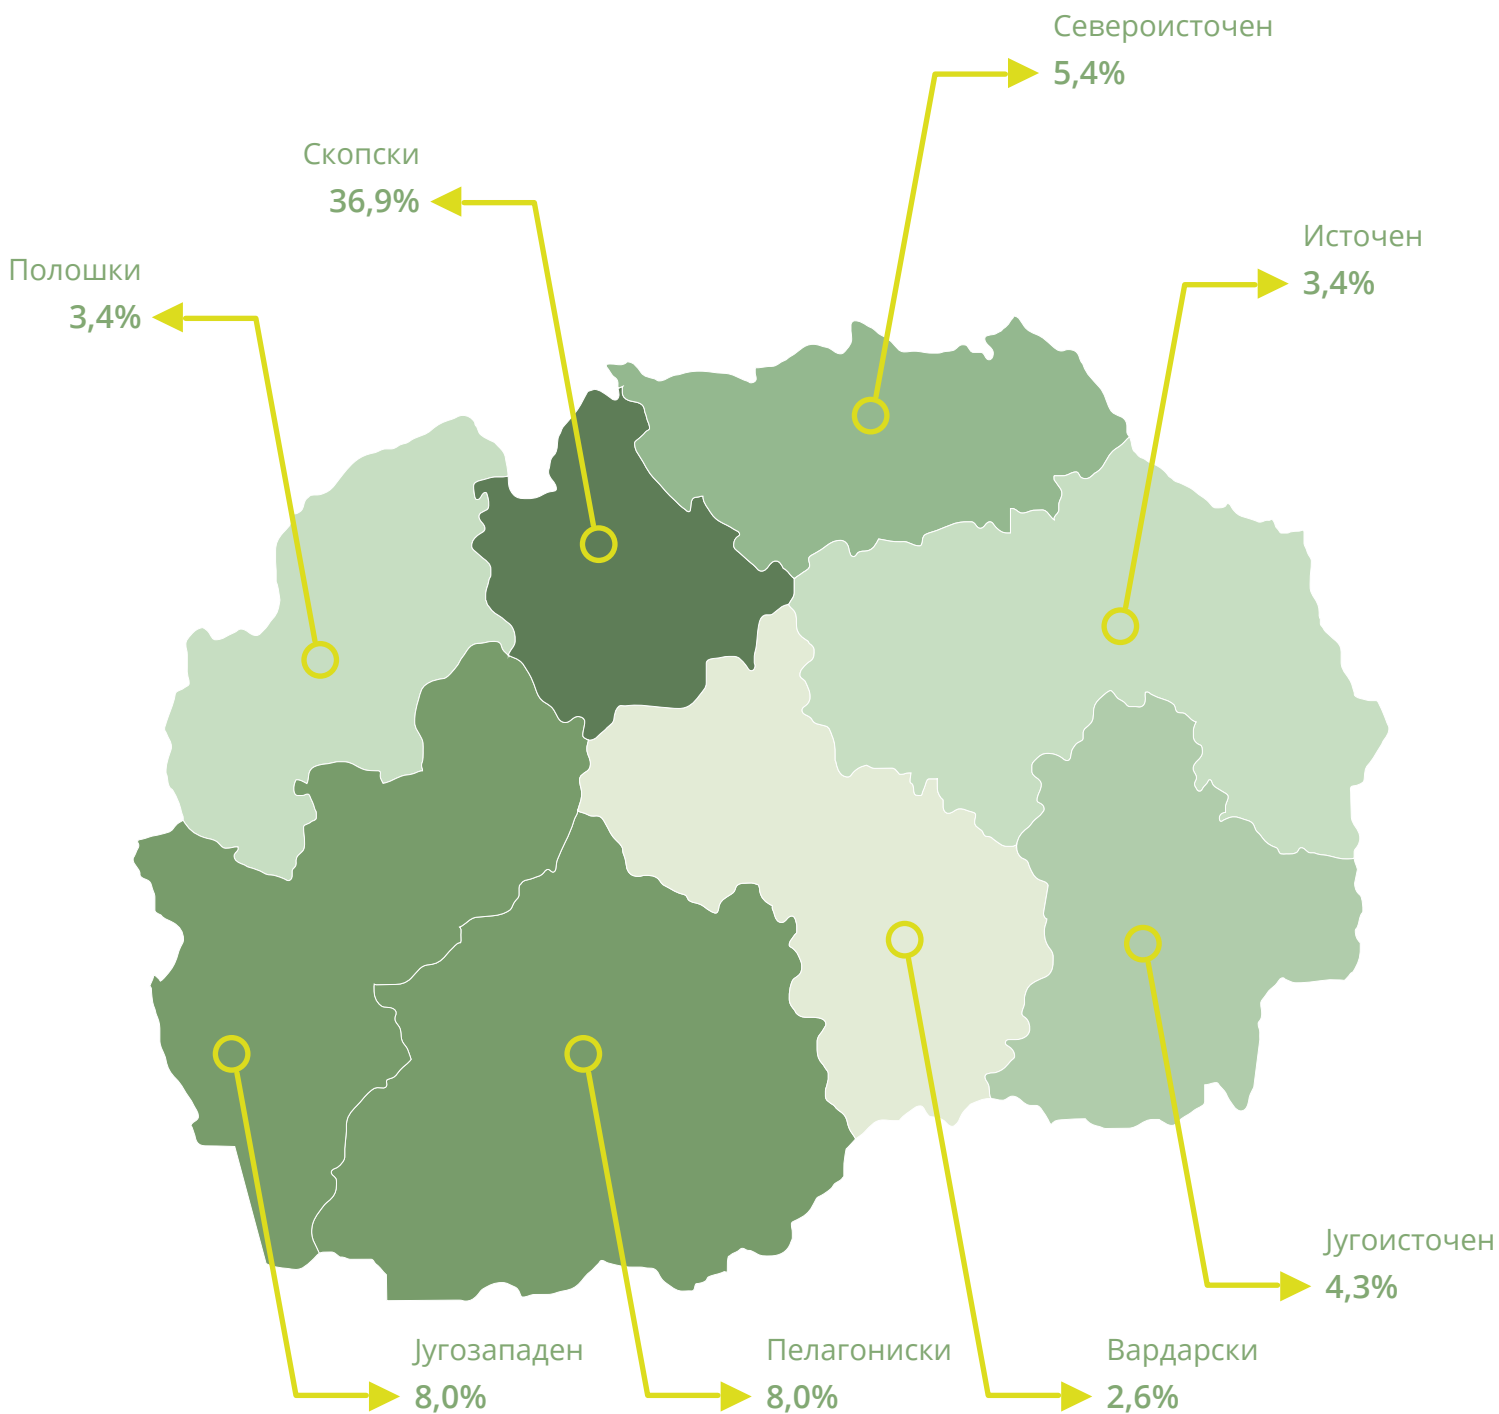 Североисточен
5,4%
Скопски
36,9%
Источен
3,4%
Полошки
3,4%
Југоисточен
4,3%
Југозападен
8,0%
Пелагониски
8,0%
Вардарски
2,6%